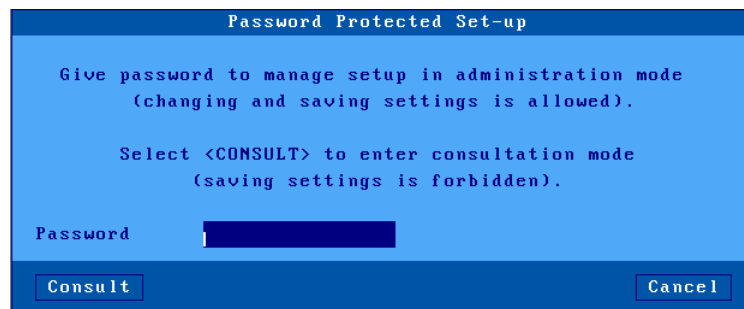 Password Protected Set-up
Give password to manage setup in administration mode
(changing and saving settings is allowed).
Select <CONSULT> to enter consultation mode
(saving settings is forbidden).
Password
Consult
Cancel